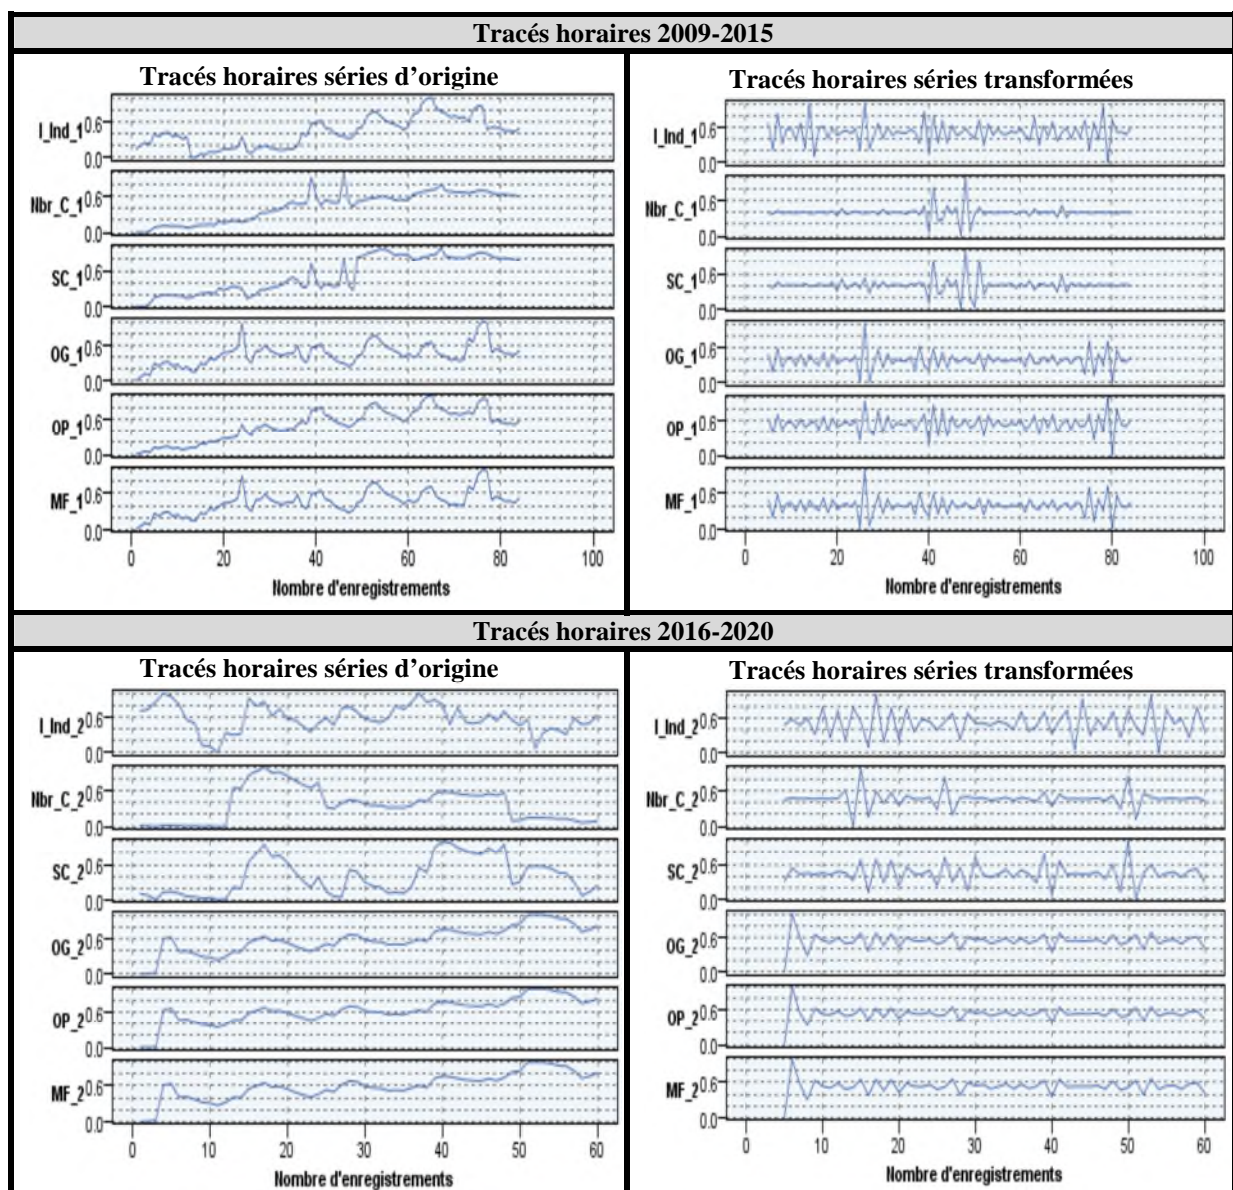 Tracés horaires 2009-2015
Tracés horaires séries d'origine
I_Ind_1
0.6
0.0
Nbr_C_1
0.6
0.0
SC_1
0.6
0.0
OG_1
0.6
0.0
OP_1
0.6
0.0
MF_1
0.6
0.0
0 20 40 60 80 100
Nombre d'enregistrements
Tracés horaires séries transformées
I_Ind_1
0.6
0.0
Nbr_C_1
0.6
0.0
SC_1
0.6
0.0
OG_1
0.6
0.0
OP_1
0.6
0.0
MF_1
0.6
0.0
0 20 40 60 80 100
Nombre d'enregistrements
Tracés horaires 2016-2020
Tracés horaires séries d'origine
I_Ind_2
0.6
0.0
Nbr_C_2
0.6
0.0
SC_2
0.6
0.0
OG_2
0.6
0.0
OP_2
0.6
0.0
MF_2
0.6
0.0
0 10 20 30 40 50 60
Nombre d'enregistrements
Tracés horaires séries transformées
I_Ind_2
0.6
0.0
Nbr_C_2
0.6
0.0
SC_2
0.6
0.0
OG_2
0.6
0.0
OP_2
0.6
0.0
MF_2
0.6
0.0
0 10 20 30 40 50 60
Nombre d'enregistrements